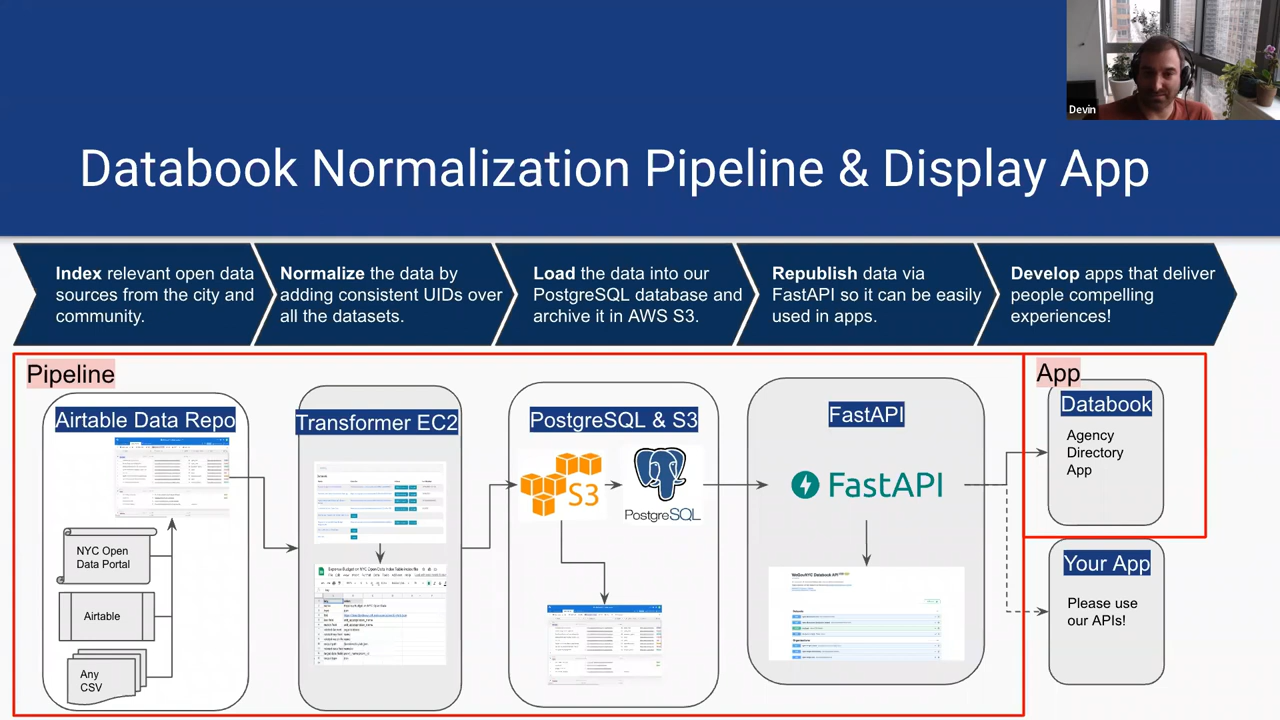 Devin
Databook Normalization Pipeline & Display App
Index relevant open data
sources from the city and
community.
Normalize the data by
adding consistent UIDs over
all the datasets.
Load the data into our
PostgreSQL database and
archive it in AWS S3.
Republish data via
FastAPI so it can be easily
used in apps.
Develop apps that deliver
people compelling
experiences!
Pipeline
Airtable Data Repo
NYC Open
Data Portal
Airtable
Any
CSV
Transformer EC2
PostgreSQL & S3
S3
PostgreSQL
FastAPI
FastAPI
App
Databook
Agency
Directory
App
Your App
Please use
our APIs!